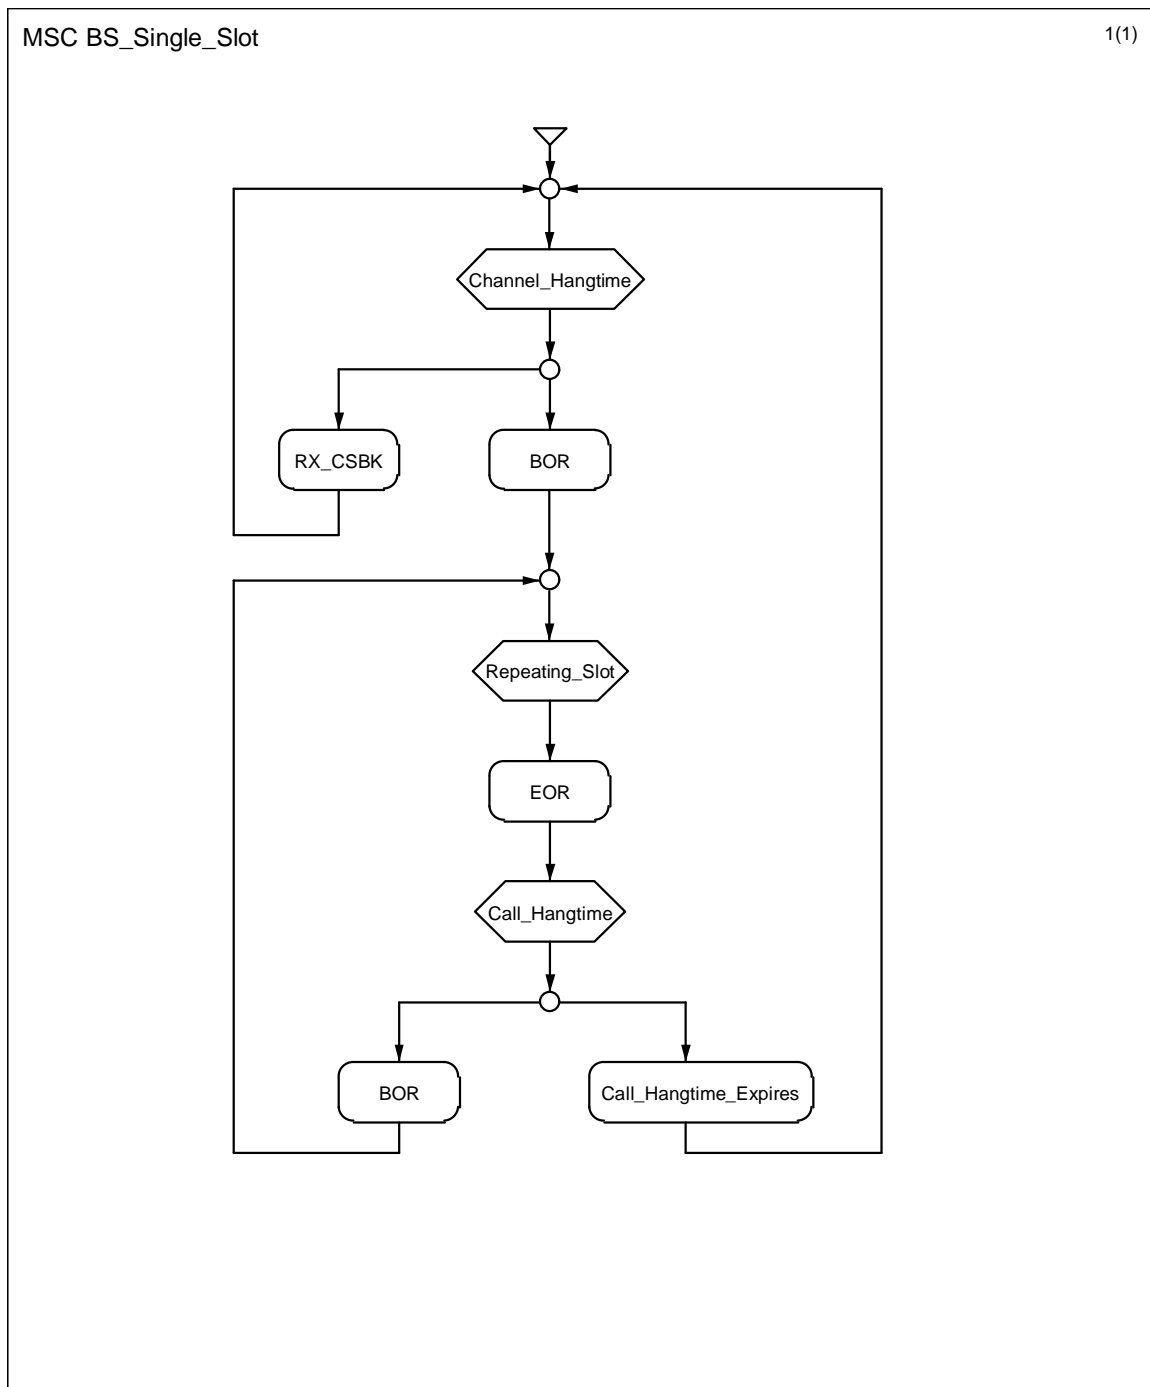 MSC BS_Single_Slot
1(1)
Channel_Hangtime
RX_CSBK
BOR
Repeating_Slot
EOR
Call_Hangtime
BOR
Call_Hangtime_Expires